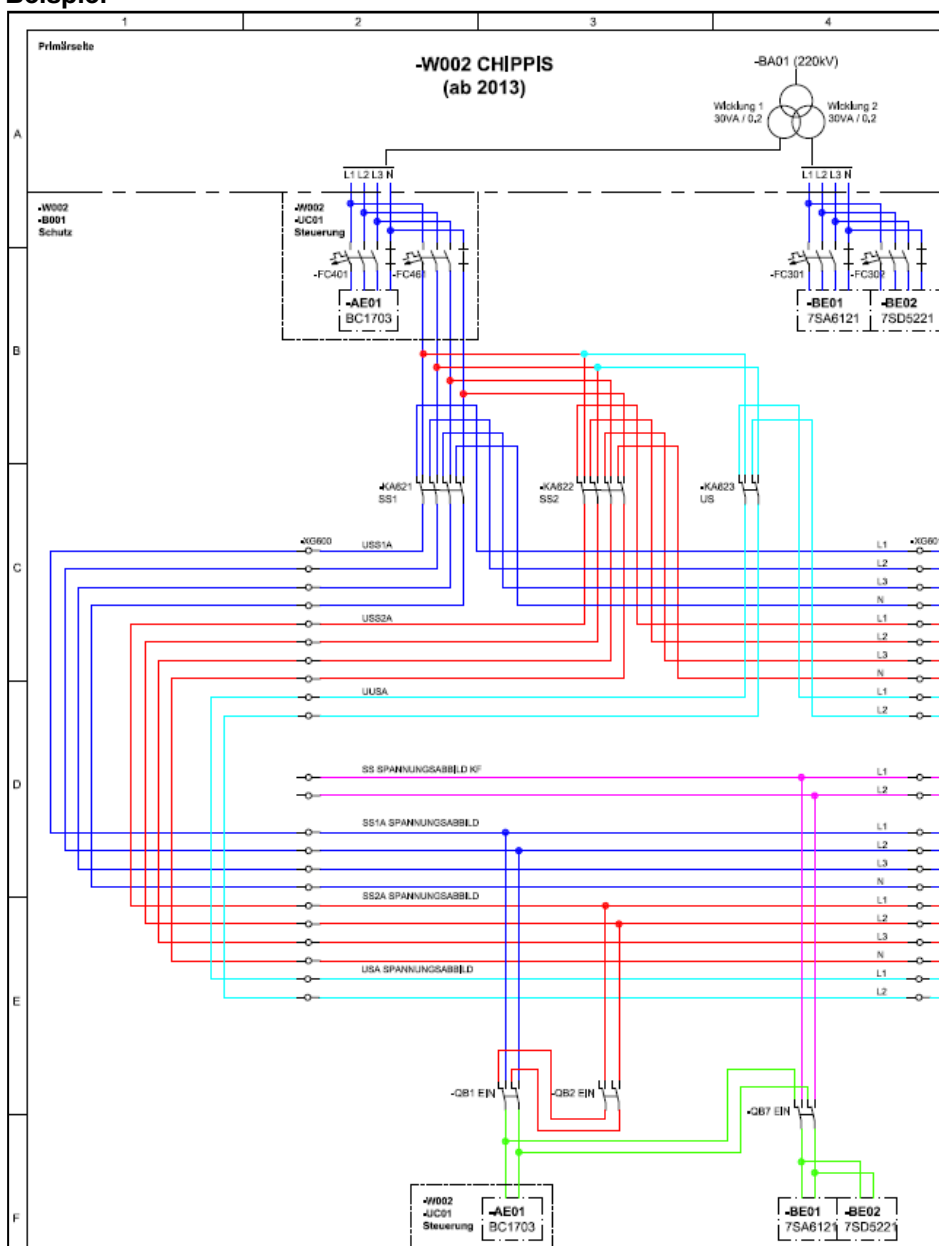 Beispiel
1 2 3 4
Primärseite
-W002 CHIPPIS
(ab 2013)
-BA01 (220kV)
Wicklung 1
30VA / 0.2
Wicklung 2
30VA / 0.2
A
L1 L2 L3 N
L1 L2 L3 N
-W002
-B001
Schutz
-W002
-UC01
Steuerung
-FC401
-FC461
-FC301
-FC302
-AE01
BC1703
-BE01
7SA6121
-BE02
7SD5221
B
-KA621
SS1
-KA622
SS2
-KA623
US
-XG600
USS1A
L1
-XG601
C
L2
L3
N
USS2A
L1
L2
L3
N
UUSA
L1
L2
SS SPANNUNGSABBILD KF
L1
D
L2
SS1A SPANNUNGSABBILD
L1
L2
L3
N
SS2A SPANNUNGSABBILD
L1
L2
L3
N
USA SPANNUNGSABBILD
L1
E
L2
-QB1 EIN
-QB2 EIN
-QB7 EIN
-W002
-UC01
Steuerung
-AE01
BC1703
-BE01
7SA6121
-BE02
7SD5221
F